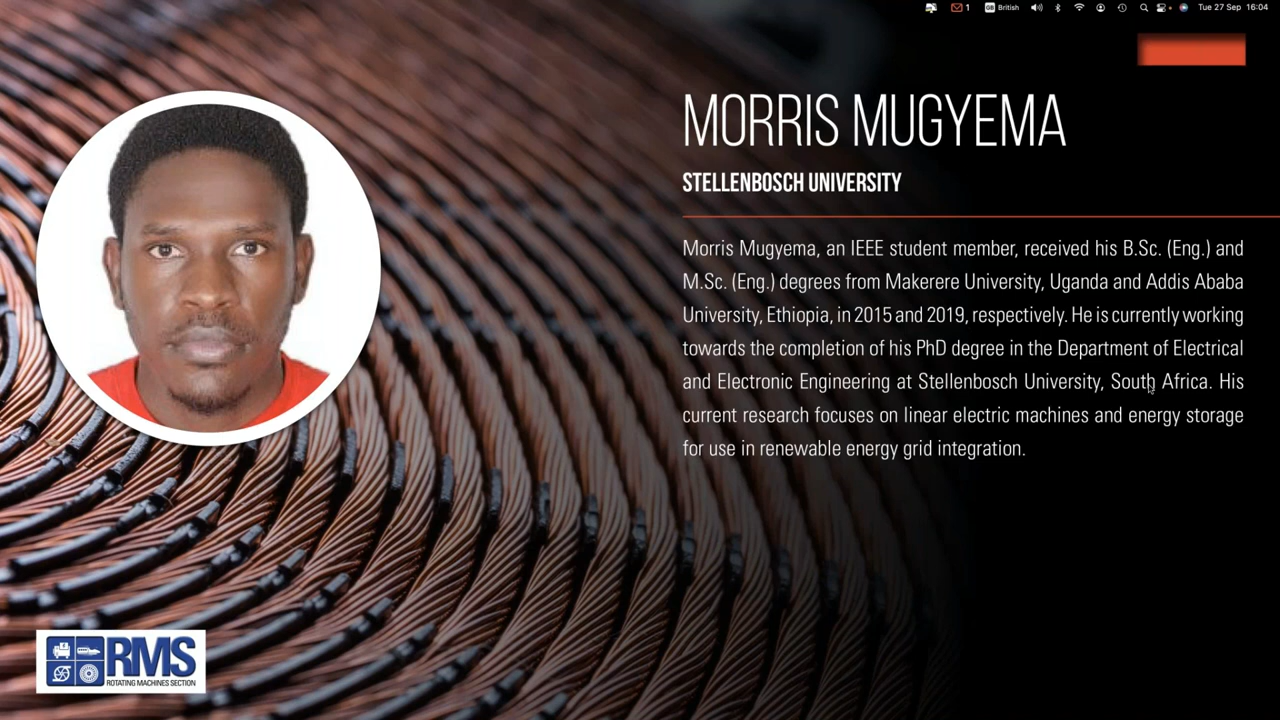 1 GB British Tue 27 Sep 16:04
MORRIS MUGYEMA
STELLENBOSCH UNIVERSITY
Morris Mugyema, an IEEE student member, received his B.Sc. (Eng.) and
M.Sc. (Eng.) degrees from Makerere University, Uganda and Addis Ababa
University, Ethiopia, in 2015 and 2019, respectively. He is currently working
towards the completion of his PhD degree in the Department of Electrical
and Electronic Engineering at Stellenbosch University, South Africa. His
current research focuses on linear electric machines and energy storage
for use in renewable energy grid integration.
RMS
ROTATING MACHINES SECTION